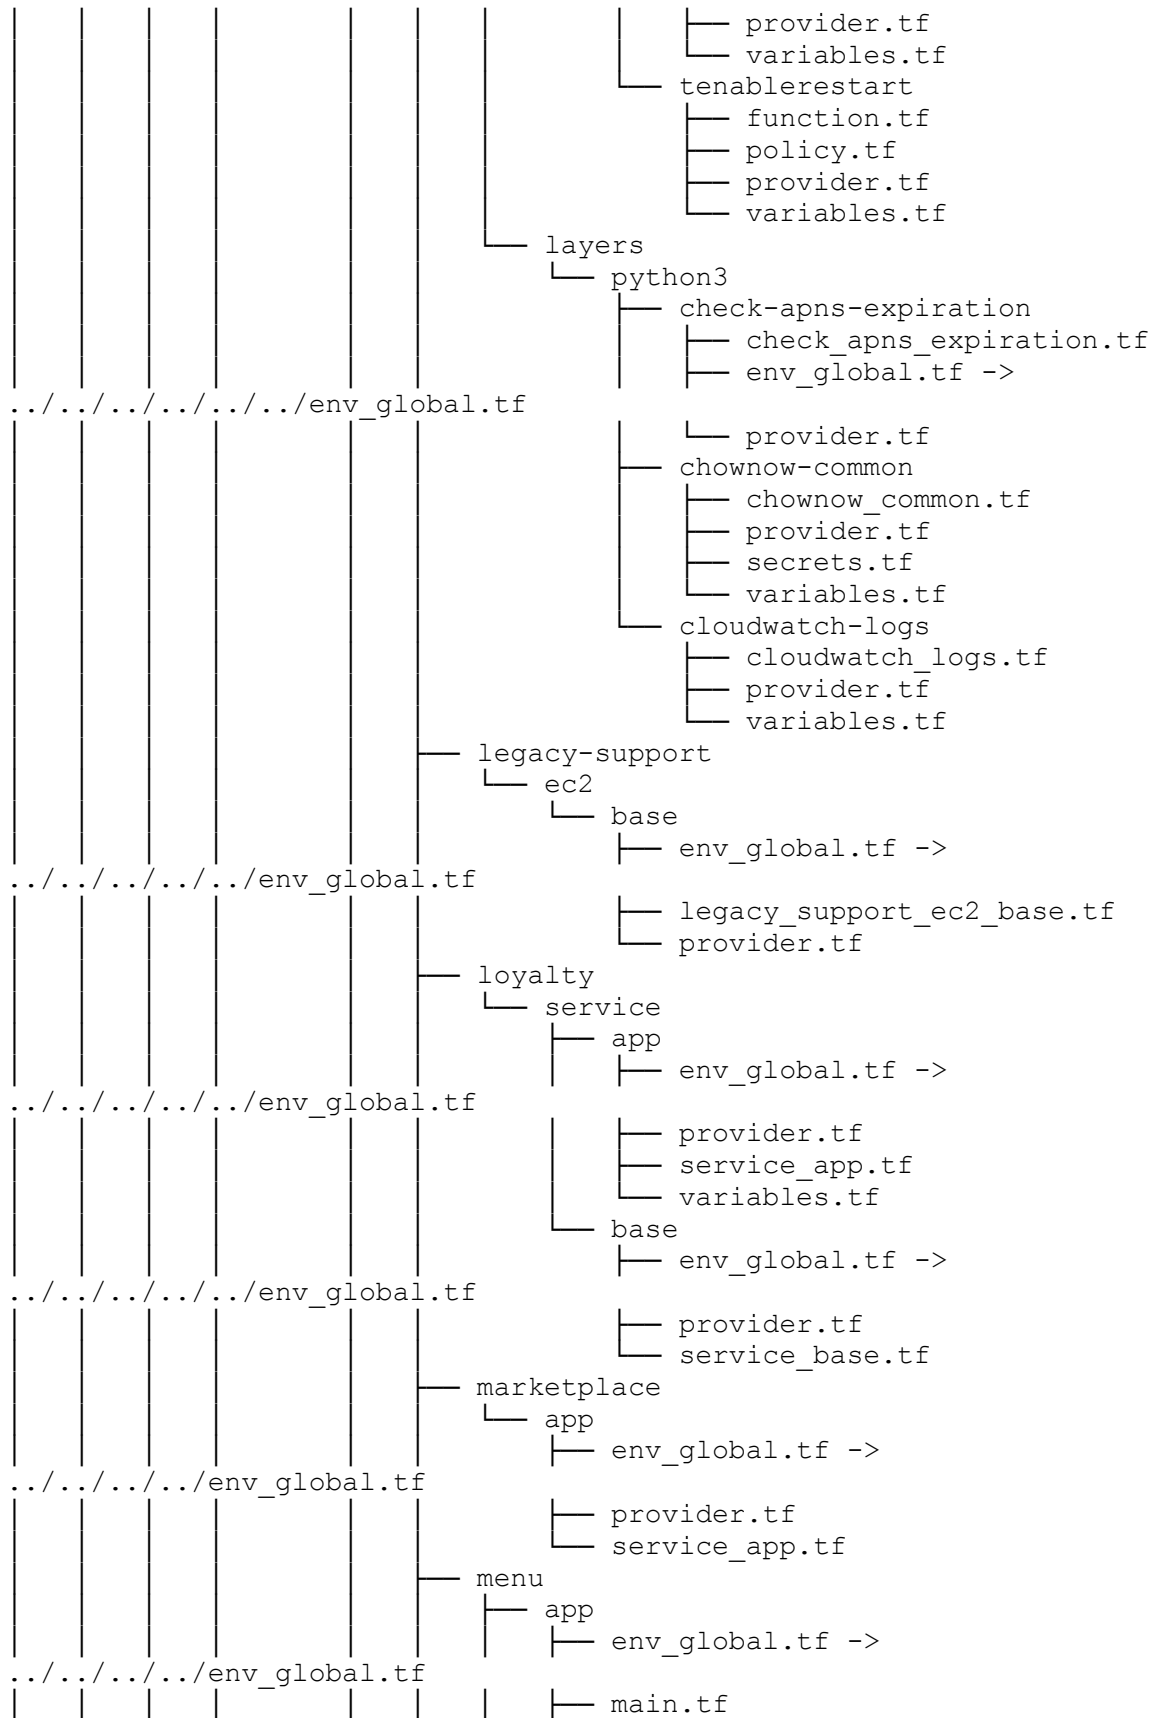 │   │   │   │       │   │   │       │   ├── provider.tf
│   │   │   │       │   │   │       │   └── variables.tf
│   │   │   │       │   │   │       └── tenablerestart
│   │   │   │       │   │   │           ├── function.tf
│   │   │   │       │   │   │           ├── policy.tf
│   │   │   │       │   │   │           ├── provider.tf
│   │   │   │       │   │   │           └── variables.tf
│   │   │   │       │   │   └── layers
│   │   │   │       │   │       └── python3
│   │   │   │       │   │           ├── check-apns-expiration
│   │   │   │       │   │           │   ├── check_apns_expiration.tf
│   │   │   │       │   │           │   ├── env_global.tf ->
../../../../../../env_global.tf
│   │   │   │       │   │           │   └── provider.tf
│   │   │   │       │   │           ├── chownow-common
│   │   │   │       │   │           │   ├── chownow_common.tf
│   │   │   │       │   │           │   ├── provider.tf
│   │   │   │       │   │           │   ├── secrets.tf
│   │   │   │       │   │           │   └── variables.tf
│   │   │   │       │   │           └── cloudwatch-logs
│   │   │   │       │   │               ├── cloudwatch_logs.tf
│   │   │   │       │   │               ├── provider.tf
│   │   │   │       │   │               └── variables.tf
│   │   │   │       │   ├── legacy-support
│   │   │   │       │   │   └── ec2
│   │   │   │       │   │       └── base
│   │   │   │       │   │           ├── env_global.tf ->
../../../../../env_global.tf
│   │   │   │       │   │           ├── legacy_support_ec2_base.tf
│   │   │   │       │   │           └── provider.tf
│   │   │   │       │   ├── loyalty
│   │   │   │       │   │   └── service
│   │   │   │       │   │       ├── app
│   │   │   │       │   │       │   ├── env_global.tf ->
../../../../../env_global.tf
│   │   │   │       │   │       │   ├── provider.tf
│   │   │   │       │   │       │   ├── service_app.tf
│   │   │   │       │   │       │   └── variables.tf
│   │   │   │       │   │       └── base
│   │   │   │       │   │           ├── env_global.tf ->
../../../../../env_global.tf
│   │   │   │       │   │           ├── provider.tf
│   │   │   │       │   │           └── service_base.tf
│   │   │   │       │   ├── marketplace
│   │   │   │       │   │   └── app
│   │   │   │       │   │       ├── env_global.tf ->
../../../../env_global.tf
│   │   │   │       │   │       ├── provider.tf
│   │   │   │       │   │       └── service_app.tf
│   │   │   │       │   ├── menu
│   │   │   │       │   │   ├── app
│   │   │   │       │   │   │   ├── env_global.tf ->
../../../../env_global.tf
│   │   │   │       │   │   │   ├── main.tf